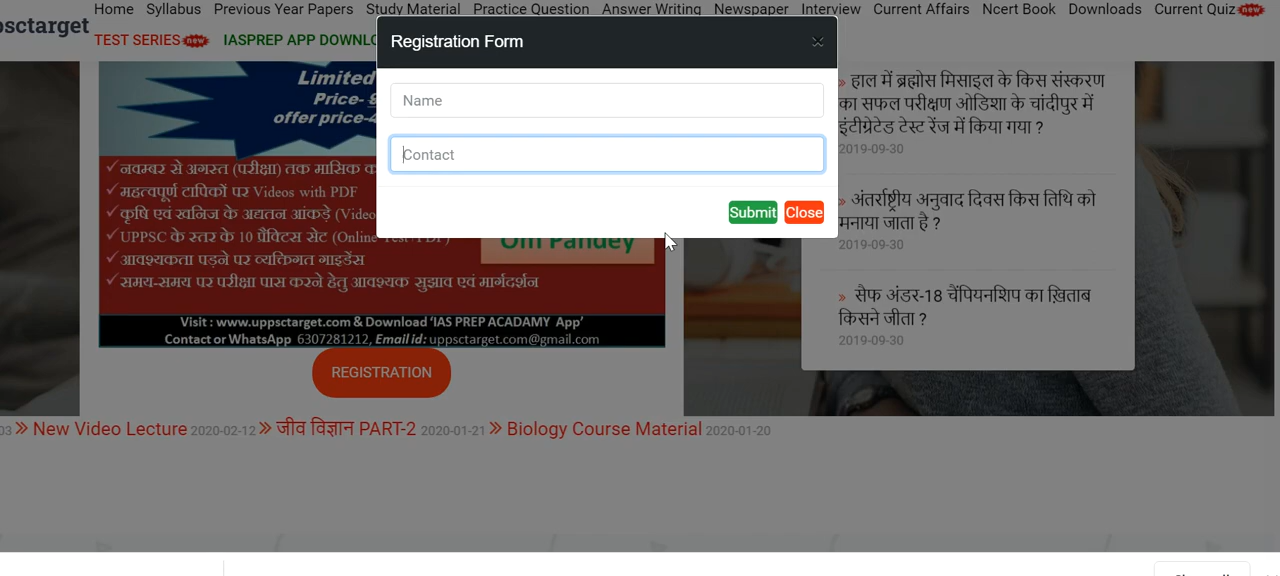 Home Syllabus Previous Year Papers Study Material Practice Question Answer Writing Newspaper Interview Current Affairs Ncert Book Downloads Current Quiz new
psctarget
TEST SERIES new IASPREP APP DOWNLO
Registration Form ×
Name
Contact
Submit Close
Limited
Price-
offer price-4
✓नवम्बर से अगस्त (परीक्षा) तक मासिक क
✓महत्वपूर्ण टापिकों पर Videos with PDF
✓कृषि एवं खनिज के अद्यतन आंकड़े (Video
✓UPPSC के स्तर के 10 प्रैक्टिस सेट (Online Test+PDF)
✓आवश्यकता पड़ने पर व्यक्तिगत गाइडेंस
✓समय-समय पर परीक्षा पास करने हेतु आवश्यक सुझाव एवं मार्गदर्शन
Om Pandey
Visit : www.uppsctarget.com & Download ‘IAS PREP ACADAMY App’
Contact or WhatsApp 6307281212, Email id: uppsctarget.com@gmail.com
REGISTRATION
» हाल में ब्रह्मोस मिसाइल के किस संस्करण
का सफल परीक्षण ओडिशा के चांदीपुर में
इंटीग्रेटेड टेस्ट रेंज में किया गया ?
2019-09-30
» अंतर्राष्ट्रीय अनुवाद दिवस किस तिथि को
मनाया जाता है ?
2019-09-30
» सैफ अंडर-18 चैंपियनशिप का ख़िताब
किसने जीता ?
2019-09-30
03 » New Video Lecture 2020-02-12 » जीव विज्ञान PART-2 2020-01-21 » Biology Course Material 2020-01-20